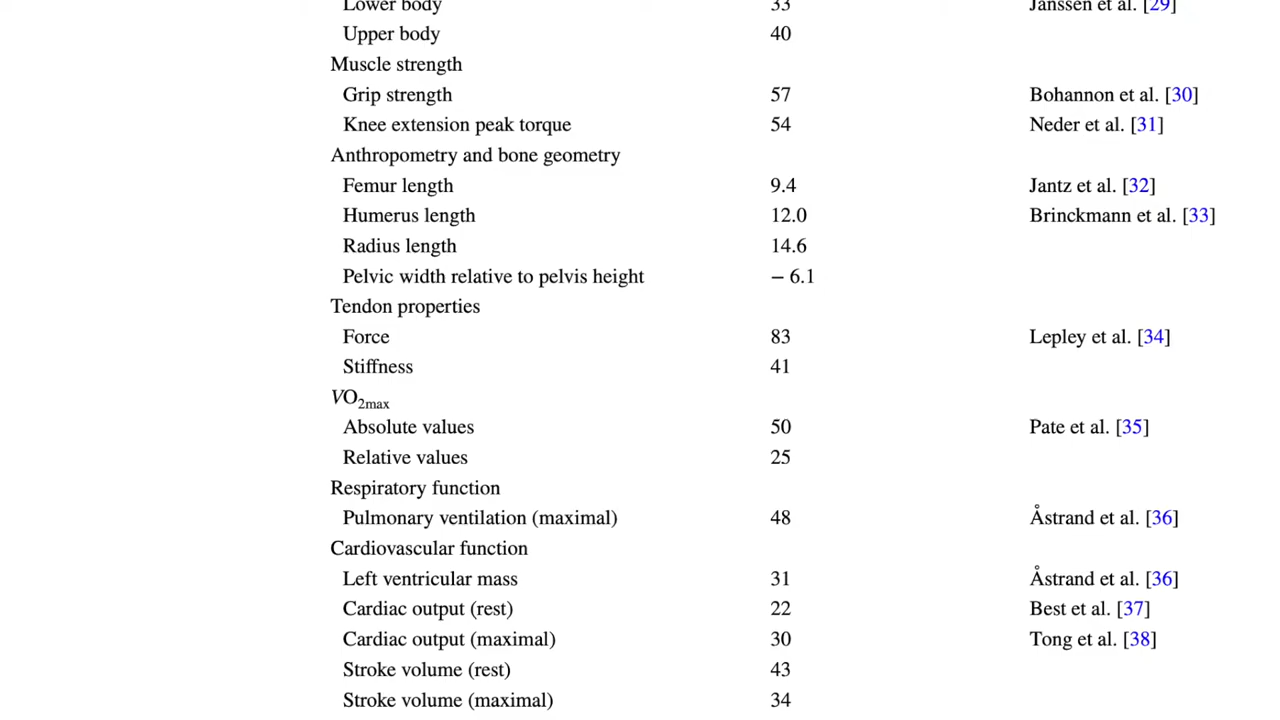 Lower body 33 Janssen et al. [29]
Upper body 40
Muscle strength
Grip strength 57 Bohannon et al. [30]
Knee extension peak torque 54 Neder et al. [31]
Anthropometry and bone geometry
Femur length 9.4 Jantz et al. [32]
Humerus length 12.0 Brinckmann et al. [33]
Radius length 14.6
Pelvic width relative to pelvis height − 6.1
Tendon properties
Force 83 Lepley et al. [34]
Stiffness 41
VO2max
Absolute values 50 Pate et al. [35]
Relative values 25
Respiratory function
Pulmonary ventilation (maximal) 48 Åstrand et al. [36]
Cardiovascular function
Left ventricular mass 31 Åstrand et al. [36]
Cardiac output (rest) 22 Best et al. [37]
Cardiac output (maximal) 30 Tong et al. [38]
Stroke volume (rest) 43
Stroke volume (maximal) 34